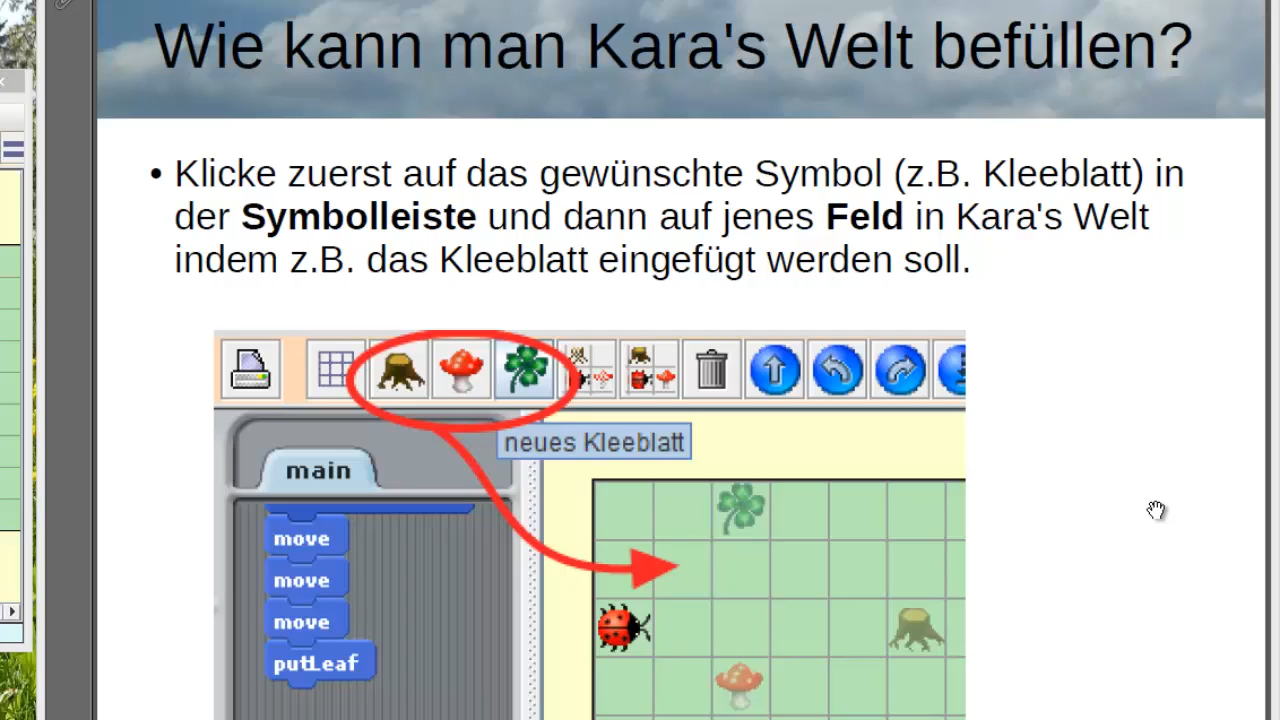 Wie kann man Kara's Welt befüllen?
• Klicke zuerst auf das gewünschte Symbol (z.B. Kleeblatt) in
der Symbolleiste und dann auf jenes Feld in Kara's Welt
indem z.B. das Kleeblatt eingefügt werden soll.
neues Kleeblatt
main
move
move
move
putLeaf